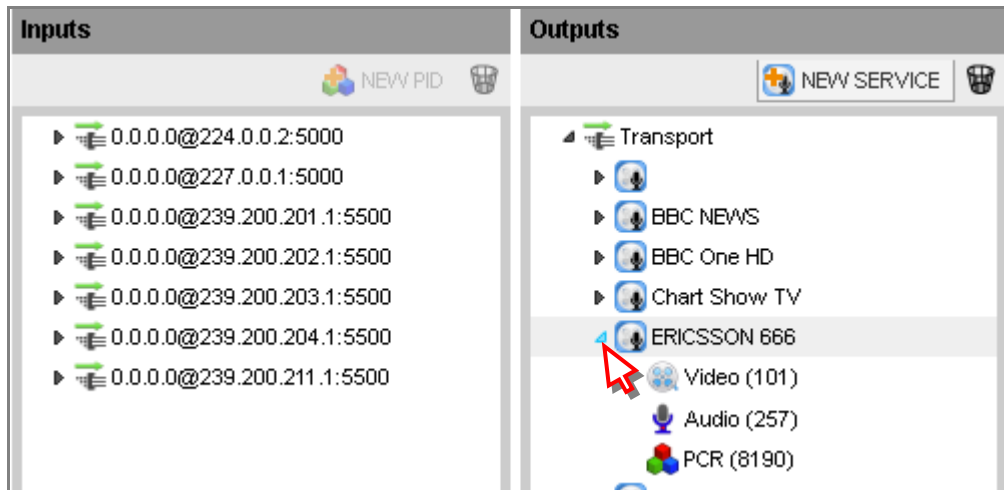 Inputs
NEW PID
0.0.0.0@224.0.0.2:5000
0.0.0.0@227.0.0.1:5000
0.0.0.0@239.200.201.1:5500
0.0.0.0@239.200.202.1:5500
0.0.0.0@239.200.203.1:5500
0.0.0.0@239.200.204.1:5500
0.0.0.0@239.200.211.1:5500
Outputs
NEW SERVICE
Transport
BBC NEWS
BBC One HD
Chart Show TV
ERICSSON 666
Video (101)
Audio (257)
PCR (8190)